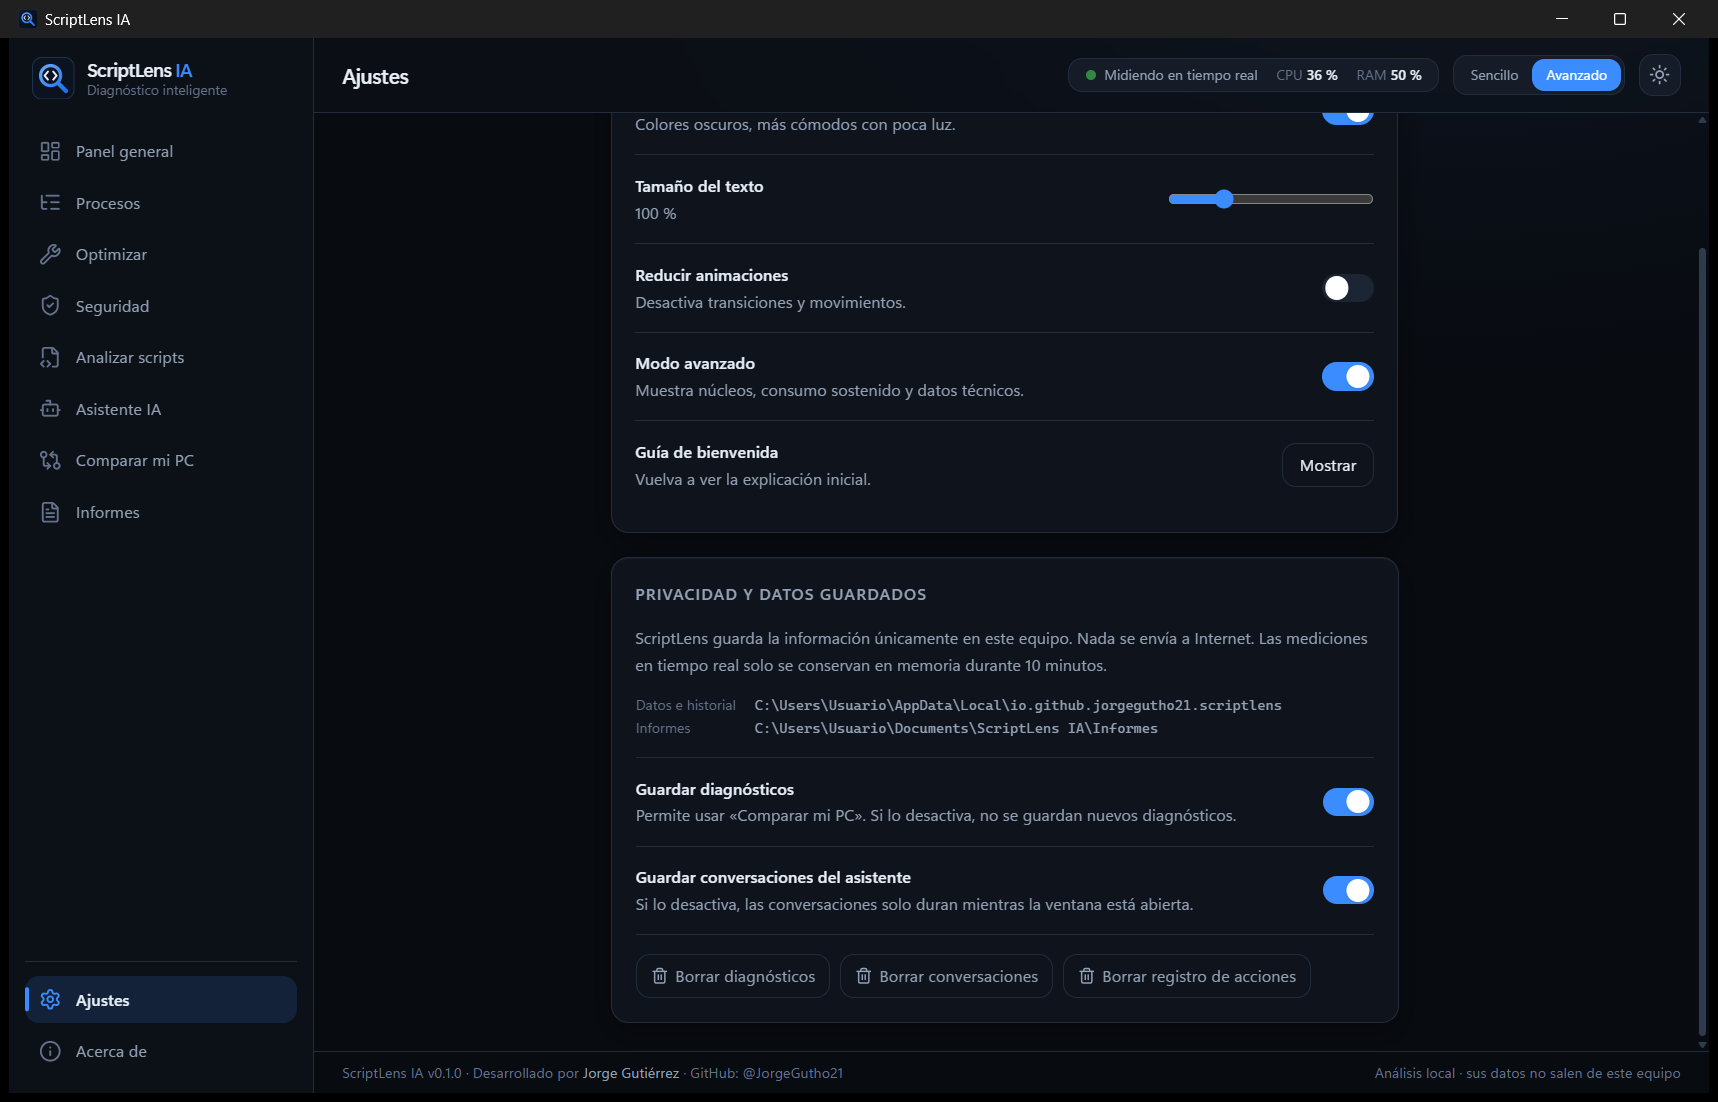 ScriptLens IA
ScriptLens IA
Diagnóstico inteligente
Panel general
Procesos
Optimizar
Seguridad
Analizar scripts
Asistente IA
Comparar mi PC
Informes
Ajustes
Acerca de
Ajustes
Midiendo en tiempo real CPU 36 % RAM 50 %
Sencillo Avanzado
Colores oscuros, más cómodos con poca luz.
Tamaño del texto
100 %
Reducir animaciones
Desactiva transiciones y movimientos.
Modo avanzado
Muestra núcleos, consumo sostenido y datos técnicos.
Guía de bienvenida
Vuelva a ver la explicación inicial.
Mostrar
PRIVACIDAD Y DATOS GUARDADOS
ScriptLens guarda la información únicamente en este equipo. Nada se envía a Internet. Las mediciones
en tiempo real solo se conservan en memoria durante 10 minutos.
Datos e historial C:\Users\Usuario\AppData\Local\io.github.jorgegutho21.scriptlens
Informes C:\Users\Usuario\Documents\ScriptLens IA\Informes
Guardar diagnósticos
Permite usar «Comparar mi PC». Si lo desactiva, no se guardan nuevos diagnósticos.
Guardar conversaciones del asistente
Si lo desactiva, las conversaciones solo duran mientras la ventana está abierta.
Borrar diagnósticos Borrar conversaciones Borrar registro de acciones
ScriptLens IA v0.1.0 · Desarrollado por Jorge Gutiérrez · GitHub: @JorgeGutho21
Análisis local · sus datos no salen de este equipo